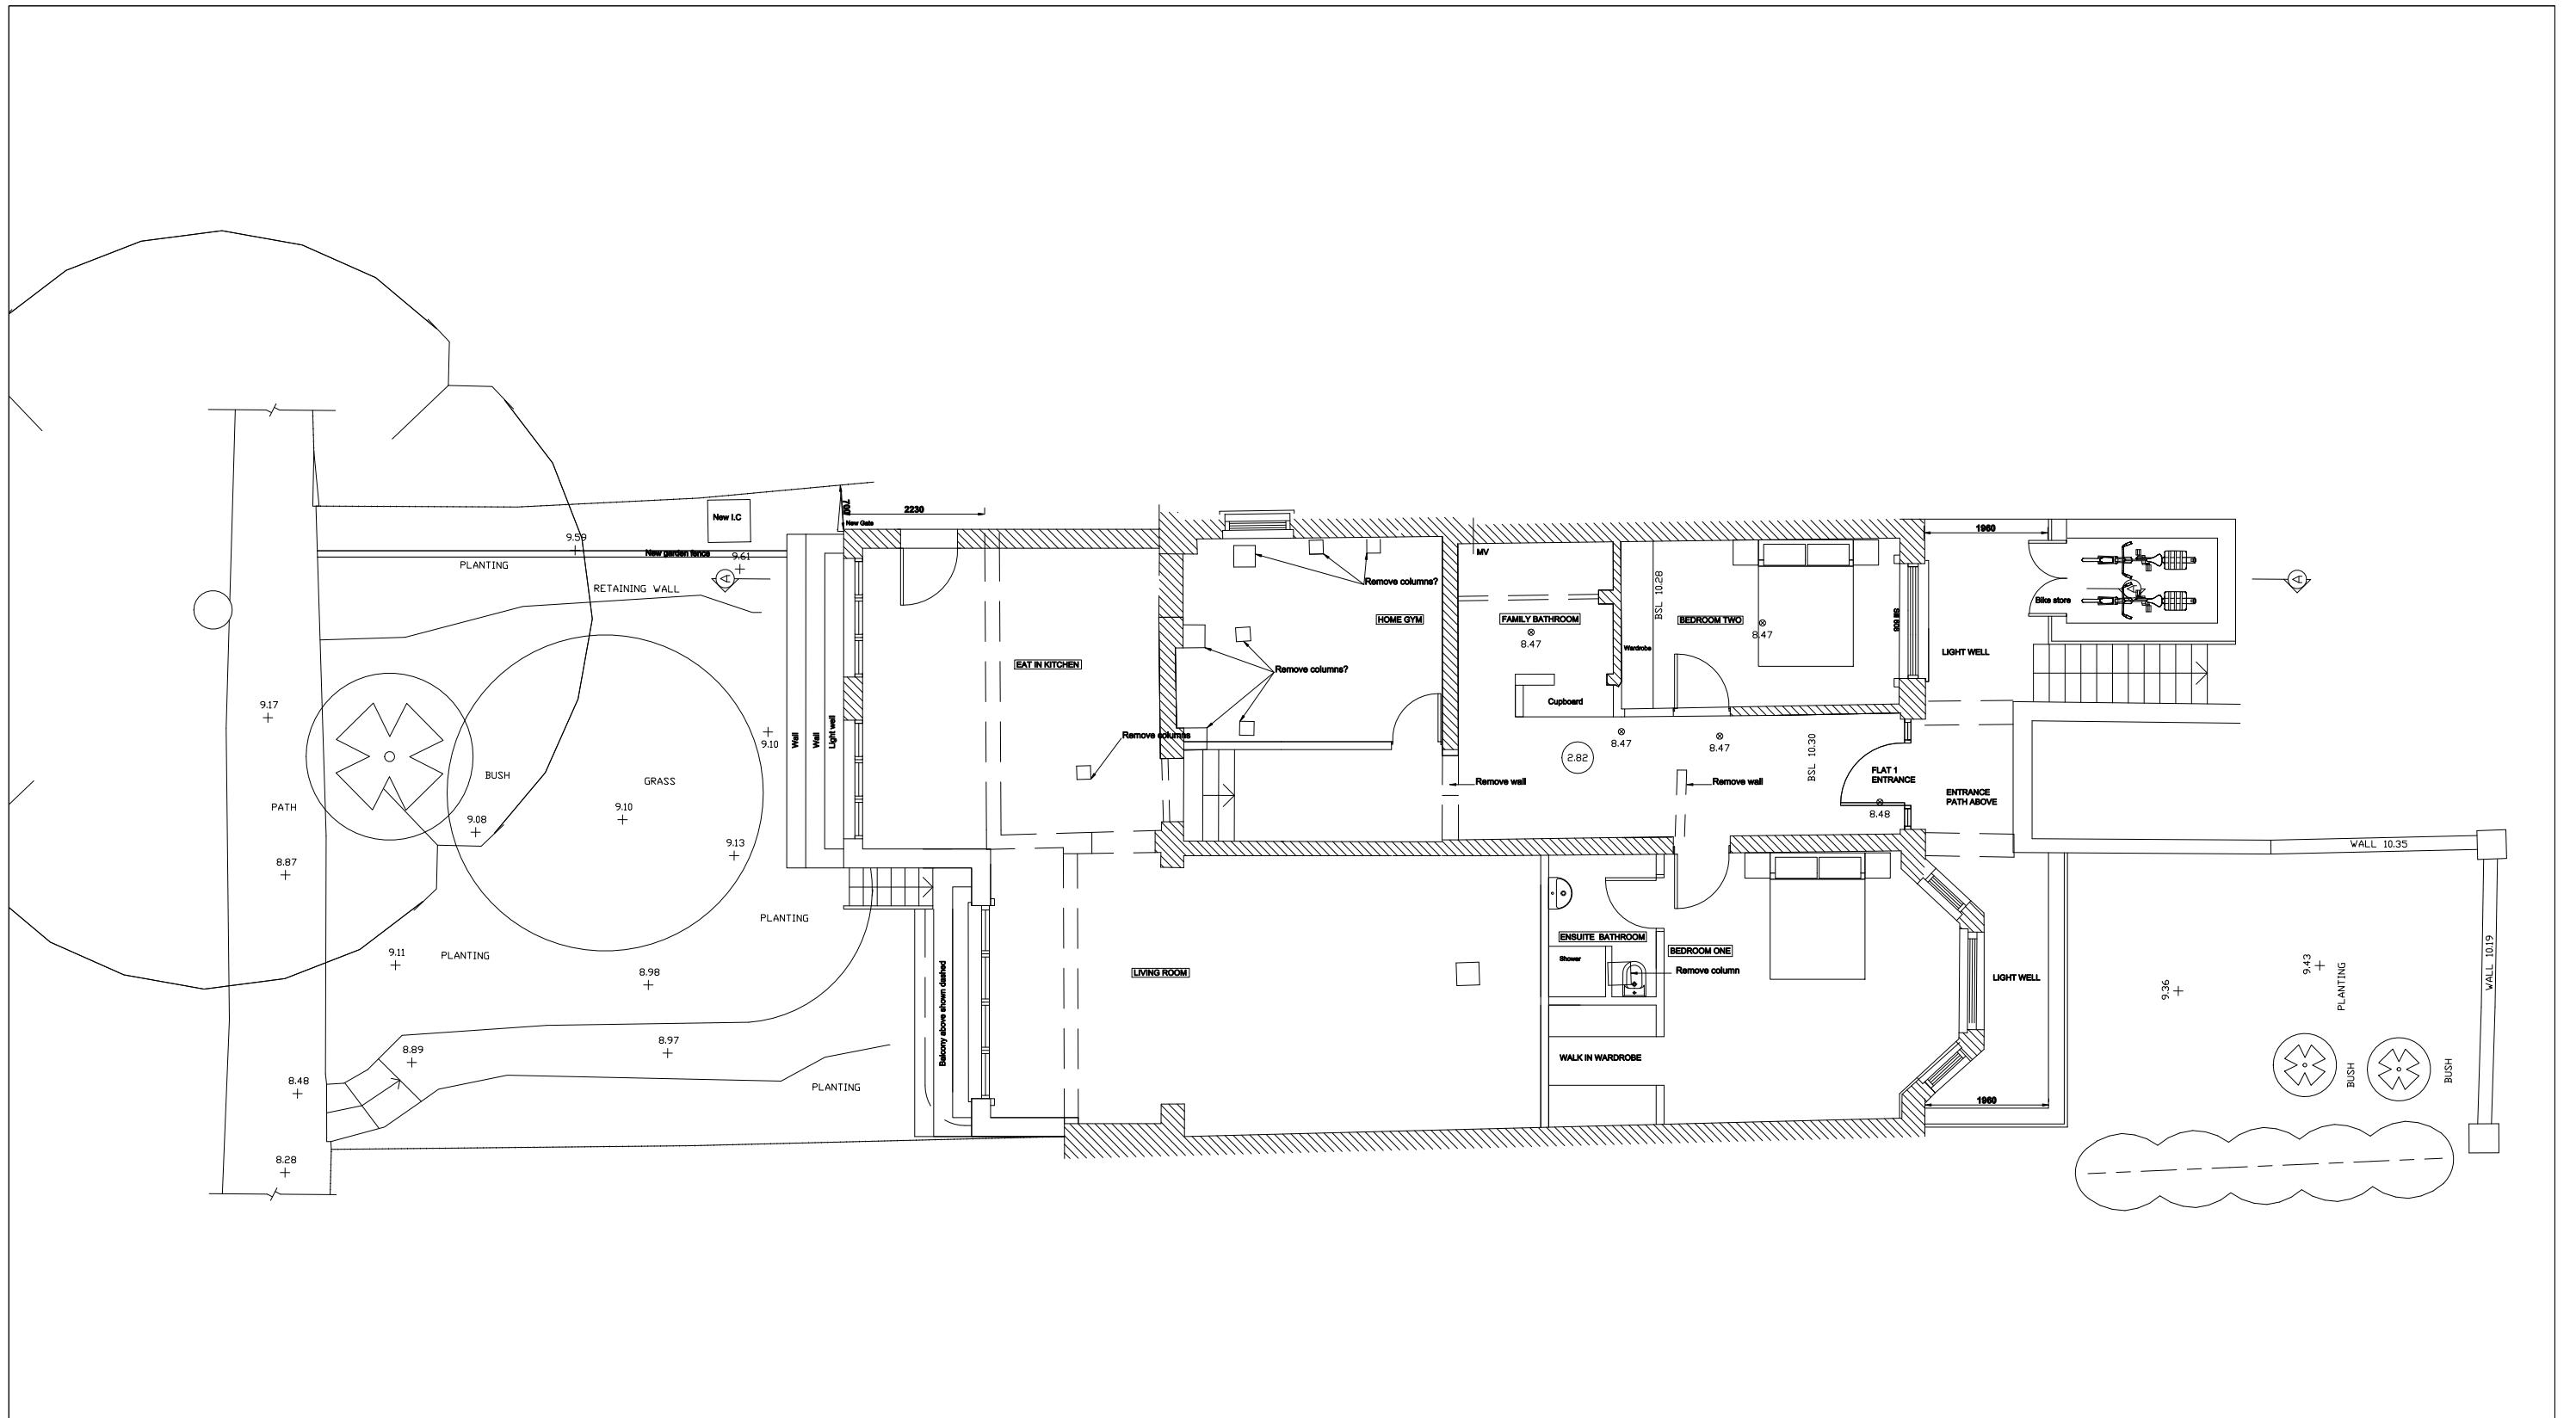 New I.C
700
New Gate
2230
9.59
New garden fence
9.61
A
PLANTING
RETAINING WALL
9.17
9.10
BUSH
GRASS
PATH
9.10
9.08
9.13
8.87
PLANTING
9.11
PLANTING
8.98
8.97
8.89
8.48
PLANTING
8.28
Wall
Wall
Light well
Balcony above shown dashed
EAT IN KITCHEN
Remove columns
LIVING ROOM
Remove columns?
HOME GYM
Remove columns?
MV
FAMILY BATHROOM
8.47
Cupboard
Wardrobe
BSL 10.28
BEDROOM TWO
8.47
Sill 808
8.47
8.47
2.82
Remove wall
Remove wall
BSL 10.30
FLAT 1
ENTRANCE
8.48
ENTRANCE
PATH ABOVE
ENSUITE BATHROOM
Shower
BEDROOM ONE
Remove column
WALK IN WARDROBE
1960
Bike store
A
A
LIGHT WELL
LIGHT WELL
1960
WALL 10.35
WALL 10.19
9.43
PLANTING
9.36
BUSH
BUSH